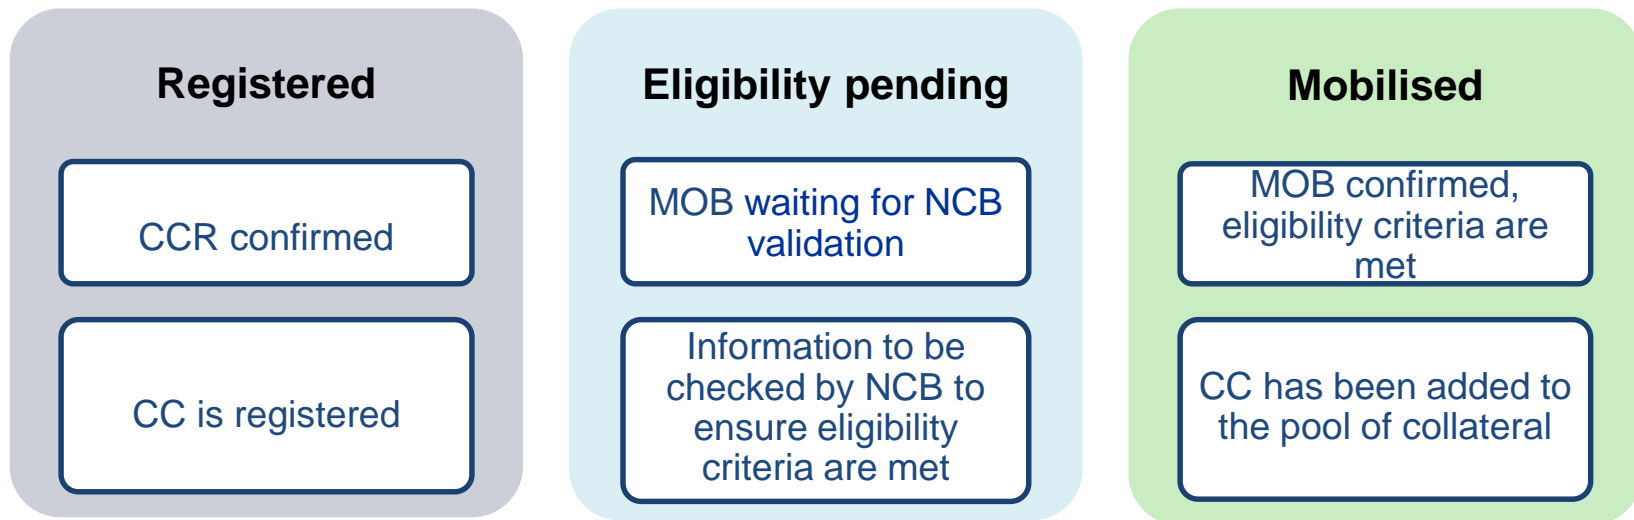 Registered
CCR confirmed
CC is registered
Eligibility pending
MOB waiting for NCB
validation
Information to be
checked by NCB to
ensure eligibility
criteria are met
Mobilised
MOB confirmed,
eligibility criteria are
met
CC has been added to
the pool of collateral